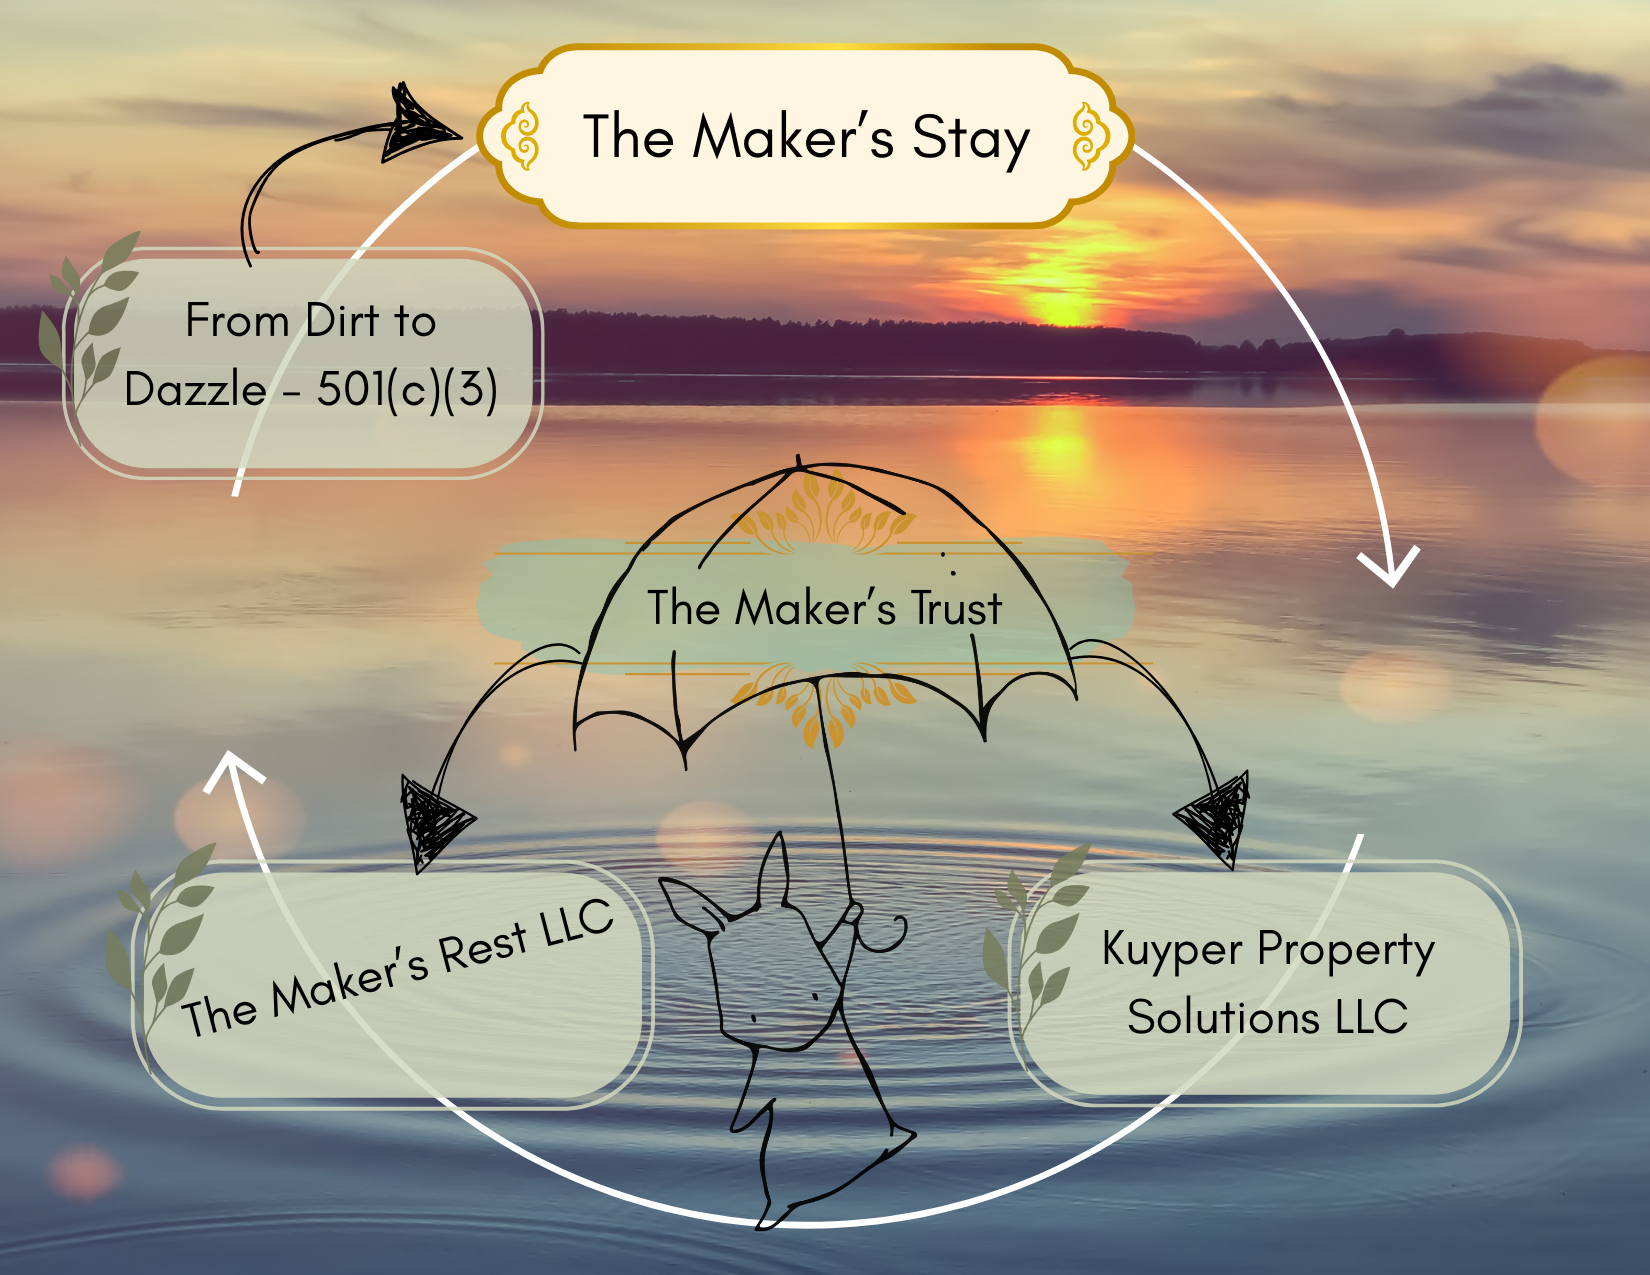 The Maker's Stay
From Dirt to
Dazzle - 501(c)(3)
The Maker's Trust
The Maker's Rest LLC
Kuyper Property
Solutions LLC